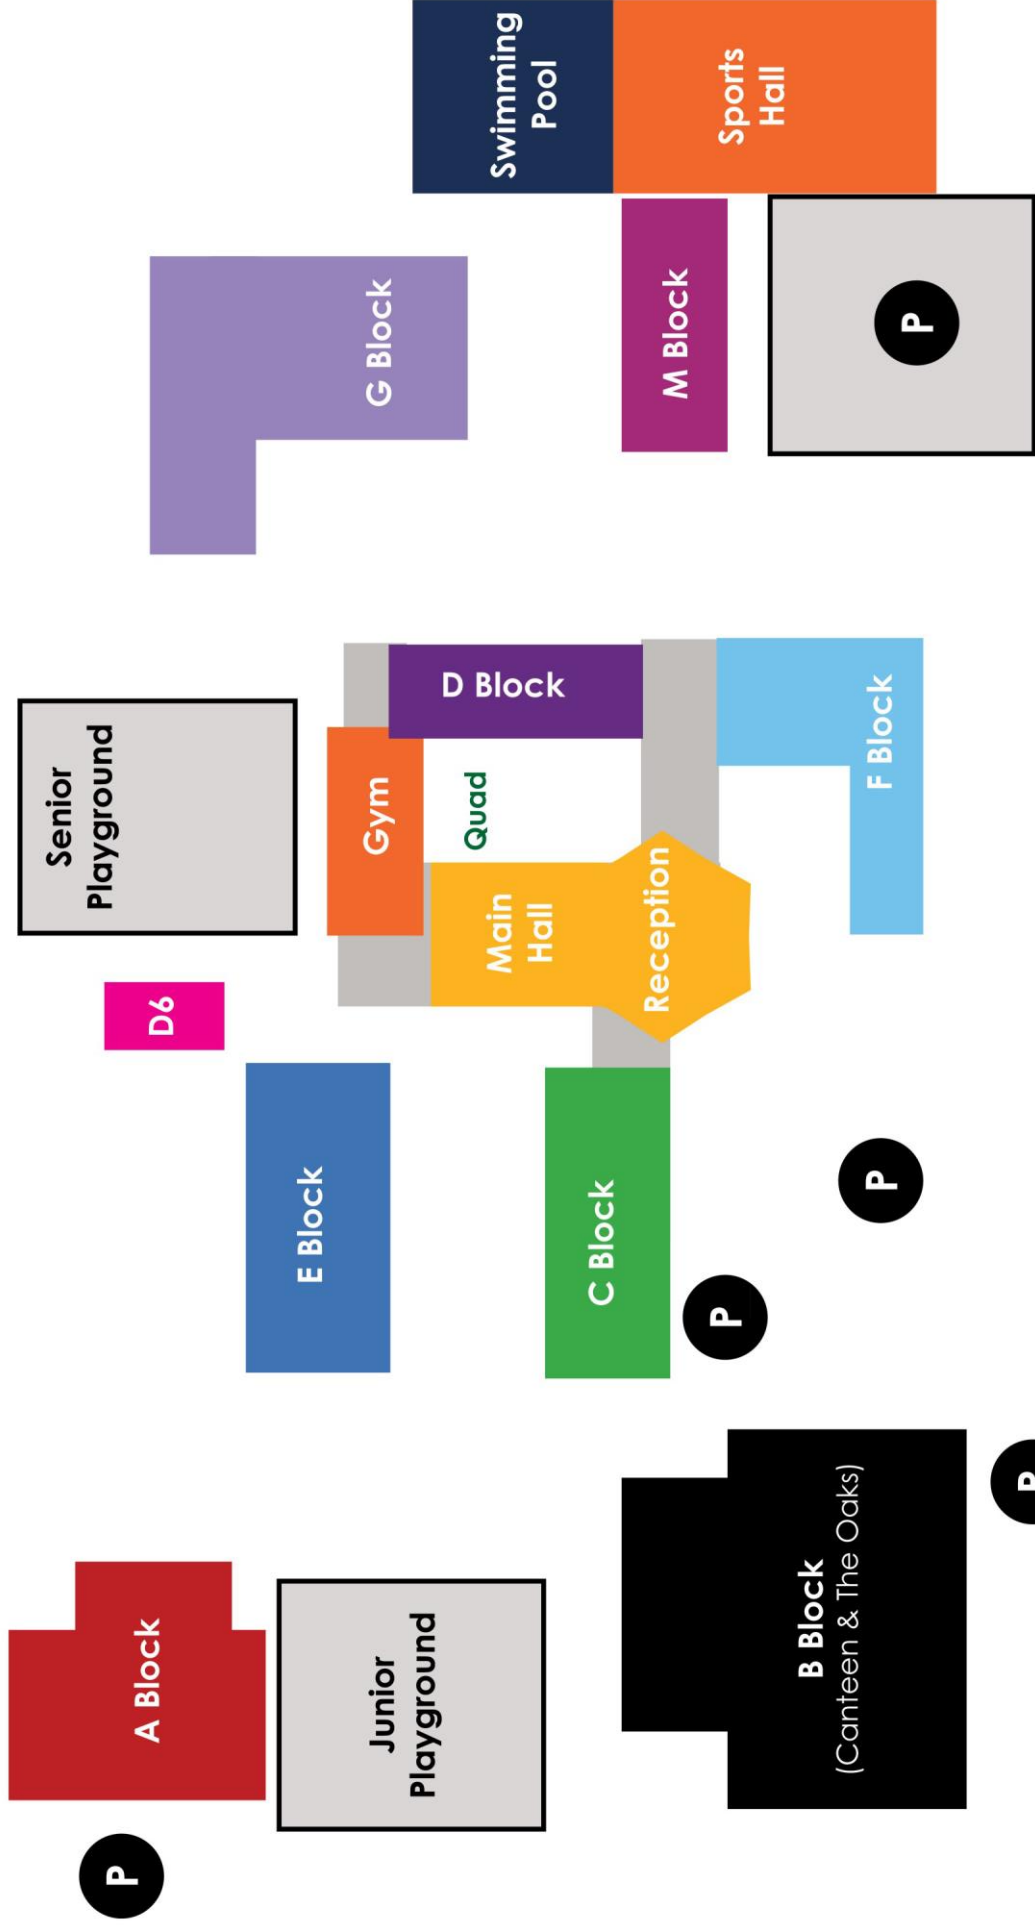 Senior
Playground
P
A Block
D6
E Block
Gym
G Block
Junior
Playground
Quad
Main
Hall
D Block
Swimming
Pool
C Block
Reception
M Block
P
Sports
Hall
B Block
(Canteen & The Oaks)
P
F Block
P
P